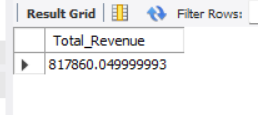 Result Grid Filter Rows:
Total_Revenue
817860.049999993